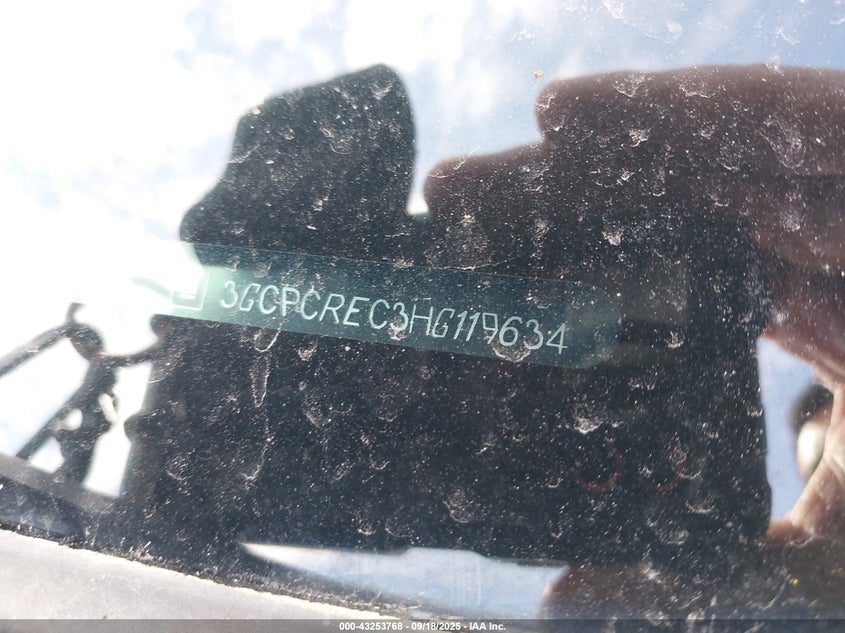 3GCPCREC3HG119634
000-43253768 - 09/18/2025 - IAA Inc.